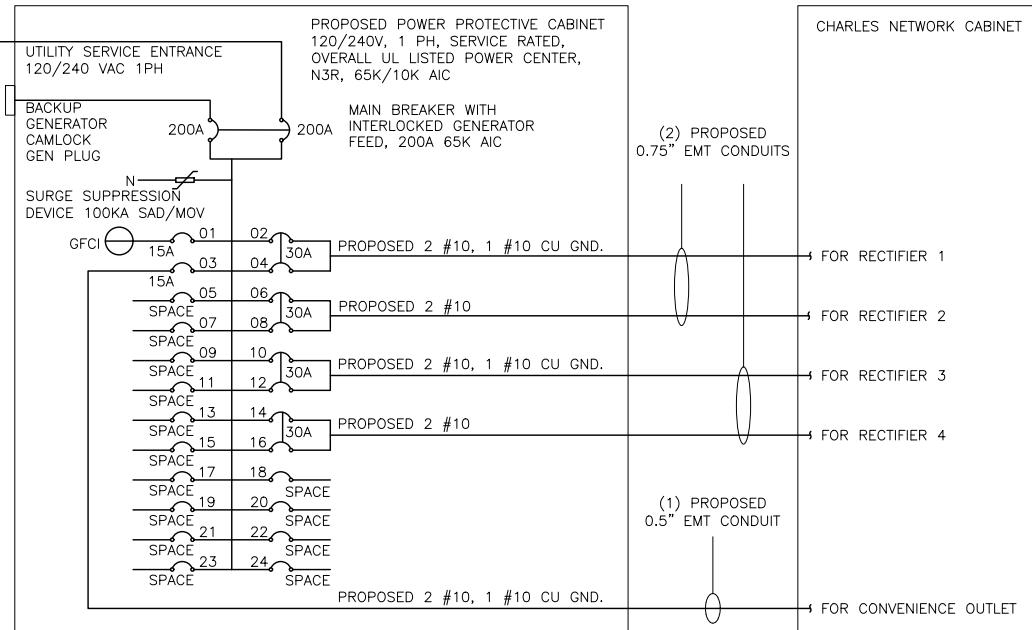 PROPOSED POWER PROTECTIVE CABINET
120/240V, 1 PH, SERVICE RATED,
OVERALL UL LISTED POWER CENTER,
N3R, 65K/10K AIC
CHARLES NETWORK CABINET
UTILITY SERVICE ENTRANCE
120/240 VAC 1PH
BACKUP
GENERATOR
CAMLOCK
GEN PLUG
200A
200A
MAIN BREAKER WITH
INTERLOCKED GENERATOR
FEED, 200A 65K AIC
(2) PROPOSED
0.75" EMT CONDUITS
N
SURGE SUPPRESSION
DEVICE 100KA SAD/MOV
GFCI
15A
01
02
30A
PROPOSED 2 #10, 1 #10 CU GND.
FOR RECTIFIER 1
15A
03
04
SPACE
05
06
30A
PROPOSED 2 #10
FOR RECTIFIER 2
SPACE
07
08
SPACE
09
10
30A
PROPOSED 2 #10, 1 #10 CU GND.
FOR RECTIFIER 3
SPACE
11
12
SPACE
13
14
30A
PROPOSED 2 #10
FOR RECTIFIER 4
SPACE
15
16
SPACE
17
18
SPACE
SPACE
19
20
SPACE
(1) PROPOSED
0.5" EMT CONDUIT
SPACE
21
22
SPACE
SPACE
23
24
SPACE
PROPOSED 2 #10, 1 #10 CU GND.
FOR CONVENIENCE OUTLET